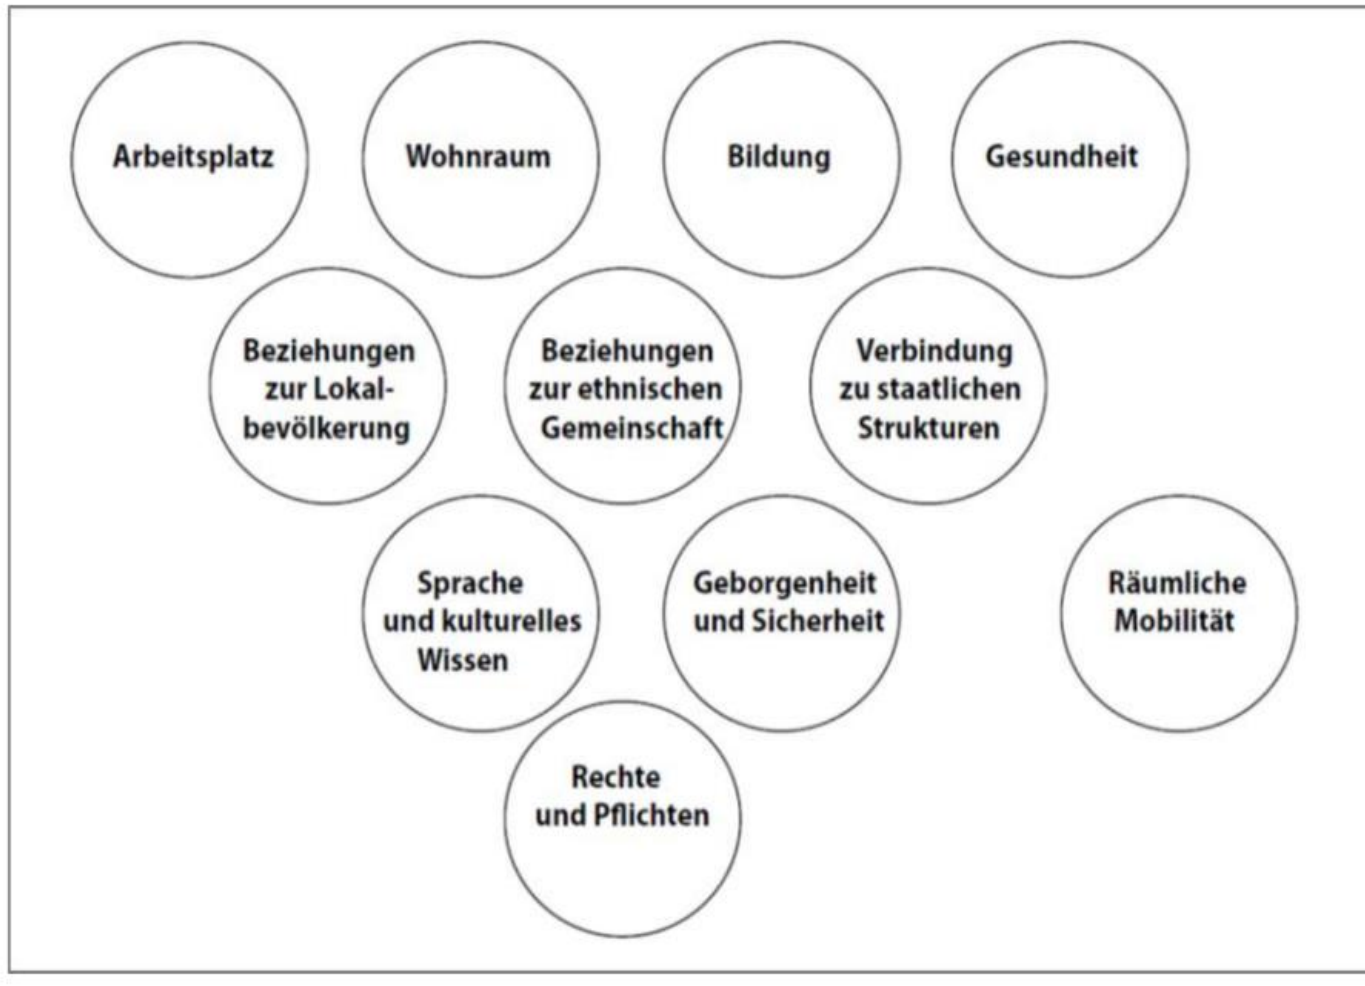 Arbeitsplatz
Wohnraum
Bildung
Gesundheit
Beziehungen
zur Lokal-
bevölkerung
Beziehungen
zur ethnischen
Gemeinschaft
Verbindung
zu staatlichen
Strukturen
Sprache
und kulturelles
Wissen
Geborgenheit
und Sicherheit
Räumliche
Mobilität
Rechte
und Pflichten